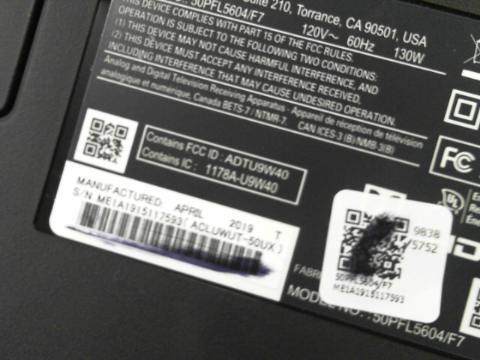 50PFL5604/F7
Suite 210, Torrance, CA 90501, USA
120V~ 60Hz 130W
THIS DEVICE COMPLIES WITH PART 15 OF THE FCC RULES.
OPERATION IS SUBJECT TO THE FOLLOWING TWO CONDITIONS:
(1) THIS DEVICE MAY NOT CAUSE HARMFUL INTERFERENCE, AND
(2) THIS DEVICE MUST ACCEPT ANY INTERFERENCE RECEIVED,
INCLUDING INTERFERENCE THAT MAY CAUSE UNDESIRED OPERATION.
Analog and Digital Television Receiving Apparatus - Appareil de réception de télévision
analogique et numérique, Canada BETS-7 / NTMR-7. CAN ICES-3 (B)/NMB-3(B)
Contains FCC ID : ADTU9W40
Contains IC : 1178A-U9W40
FC
UL
MANUFACTURED APRIL 2019 T
S/N ME1A1915117593 ( ACLUWUT-50UX )
9838
/5752
50PFL5604/F7
ME1A1915117593
MODEL NO. : 50PFL5604/F7